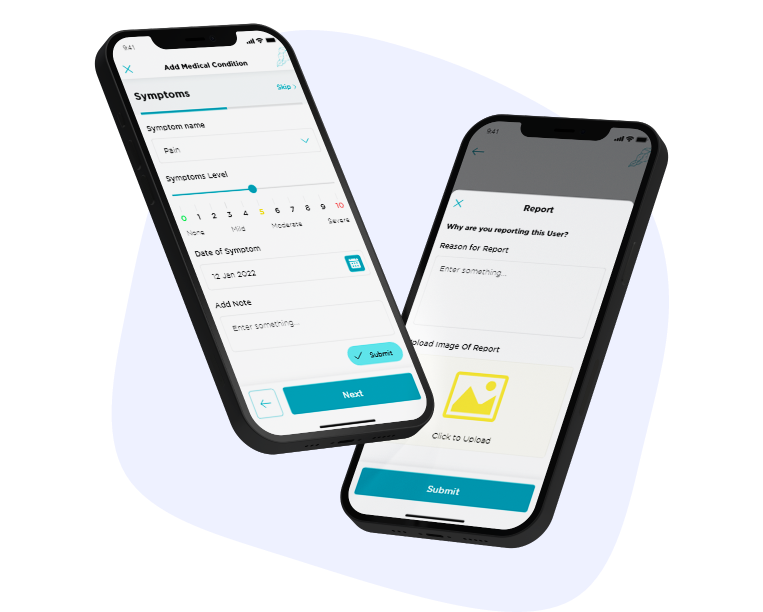 9:41
Add Medical Condition
Symptoms
Skip
Symptom name
Pain
Symptoms Level
0 1 2 3 4 5 6 7 8 9 10
None Mild Moderate Severe
Date of Symptom
12 Jan 2022
Add Note
Enter something...
Submit
Next
9:41
Report
Why are you reporting this User?
Reason for Report
Enter something...
pload Image Of Report
Click to Upload
Submit